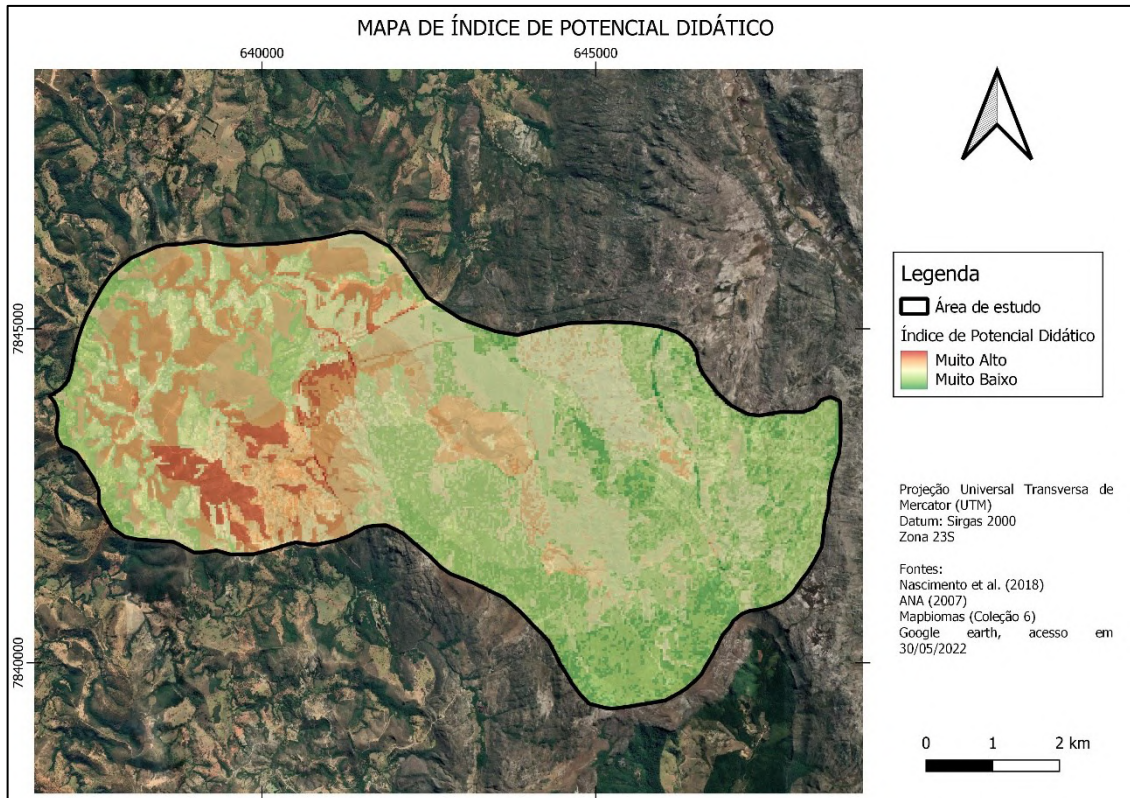 MAPA DE ÍNDICE DE POTENCIAL DIDÁTICO
640000
645000
7845000
7840000
Legenda
Área de estudo
Índice de Potencial Didático
Muito Alto
Muito Baixo
Projeção Universal Transversa de
Mercator (UTM)
Datum: Sirgas 2000
Zona 23S
Fontes:
Nascimento et al. (2018)
ANA (2007)
Mapbiomas (Coleção 6)
Google earth, acesso em
30/05/2022
0 1 2 km